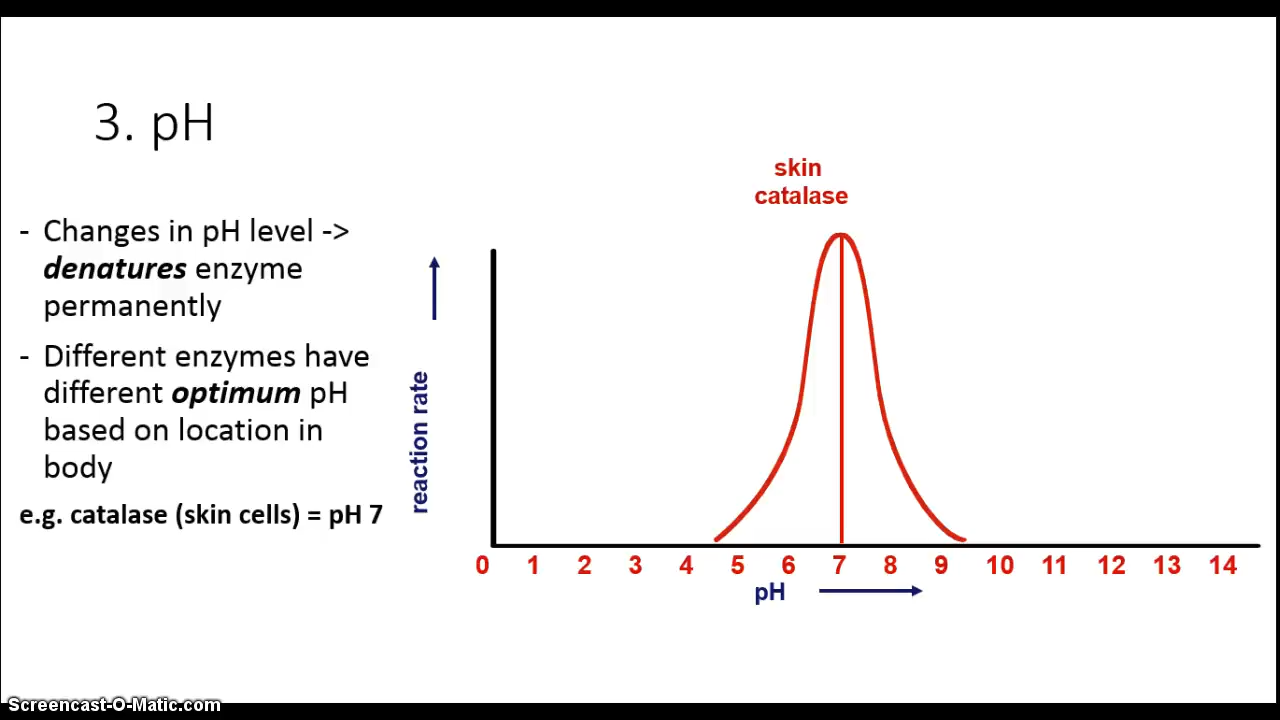 3. pH
- Changes in pH level ->
denatures enzyme
permanently
- Different enzymes have
different optimum pH
based on location in
body
e.g. catalase (skin cells) = pH 7
skin
catalase
reaction rate
0 1 2 3 4 5 6 7 8 9 10 11 12 13 14
pH
Screencast-O-Matic.com